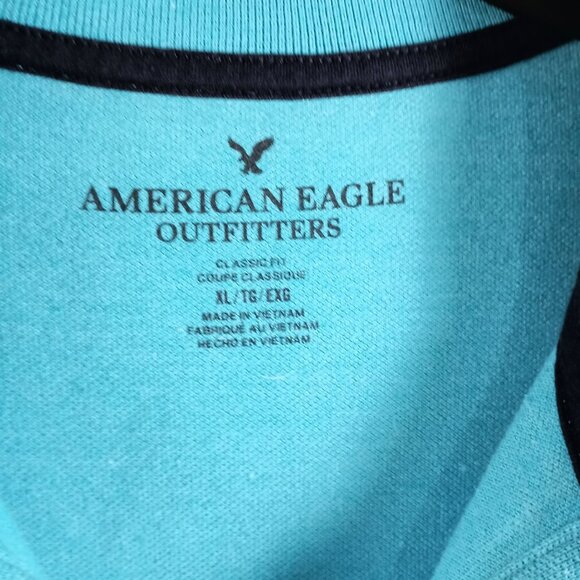 AMERICAN EAGLE
OUTFITTERS
CLASSIC FIT
COUPE CLASSIQUE
XL/TG/EXG
MADE IN VIETNAM
FABRIQUÉ AU VIETNAM
HECHO EN VIETNAM